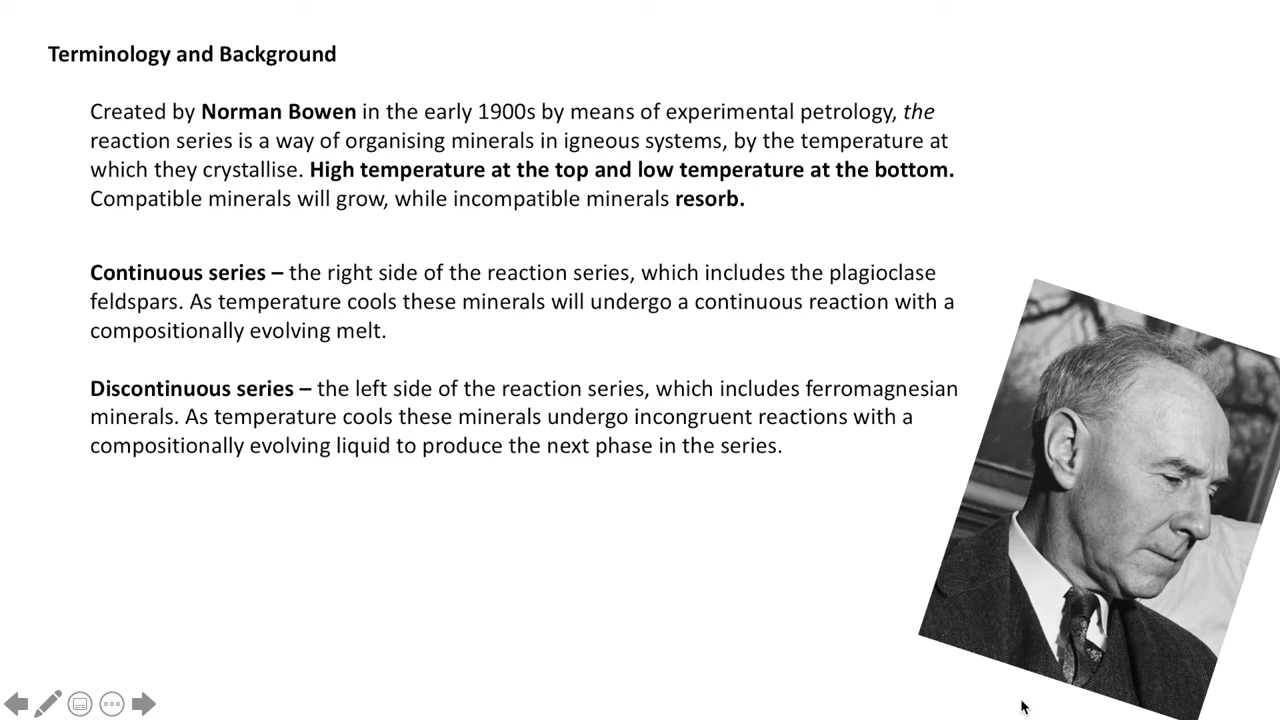 Terminology and Background
Created by Norman Bowen in the early 1900s by means of experimental petrology, the
reaction series is a way of organising minerals in igneous systems, by the temperature at
which they crystallise. High temperature at the top and low temperature at the bottom.
Compatible minerals will grow, while incompatible minerals resorb.
Continuous series – the right side of the reaction series, which includes the plagioclase
feldspars. As temperature cools these minerals will undergo a continuous reaction with a
compositionally evolving melt.
Discontinuous series – the left side of the reaction series, which includes ferromagnesian
minerals. As temperature cools these minerals undergo incongruent reactions with a
compositionally evolving liquid to produce the next phase in the series.